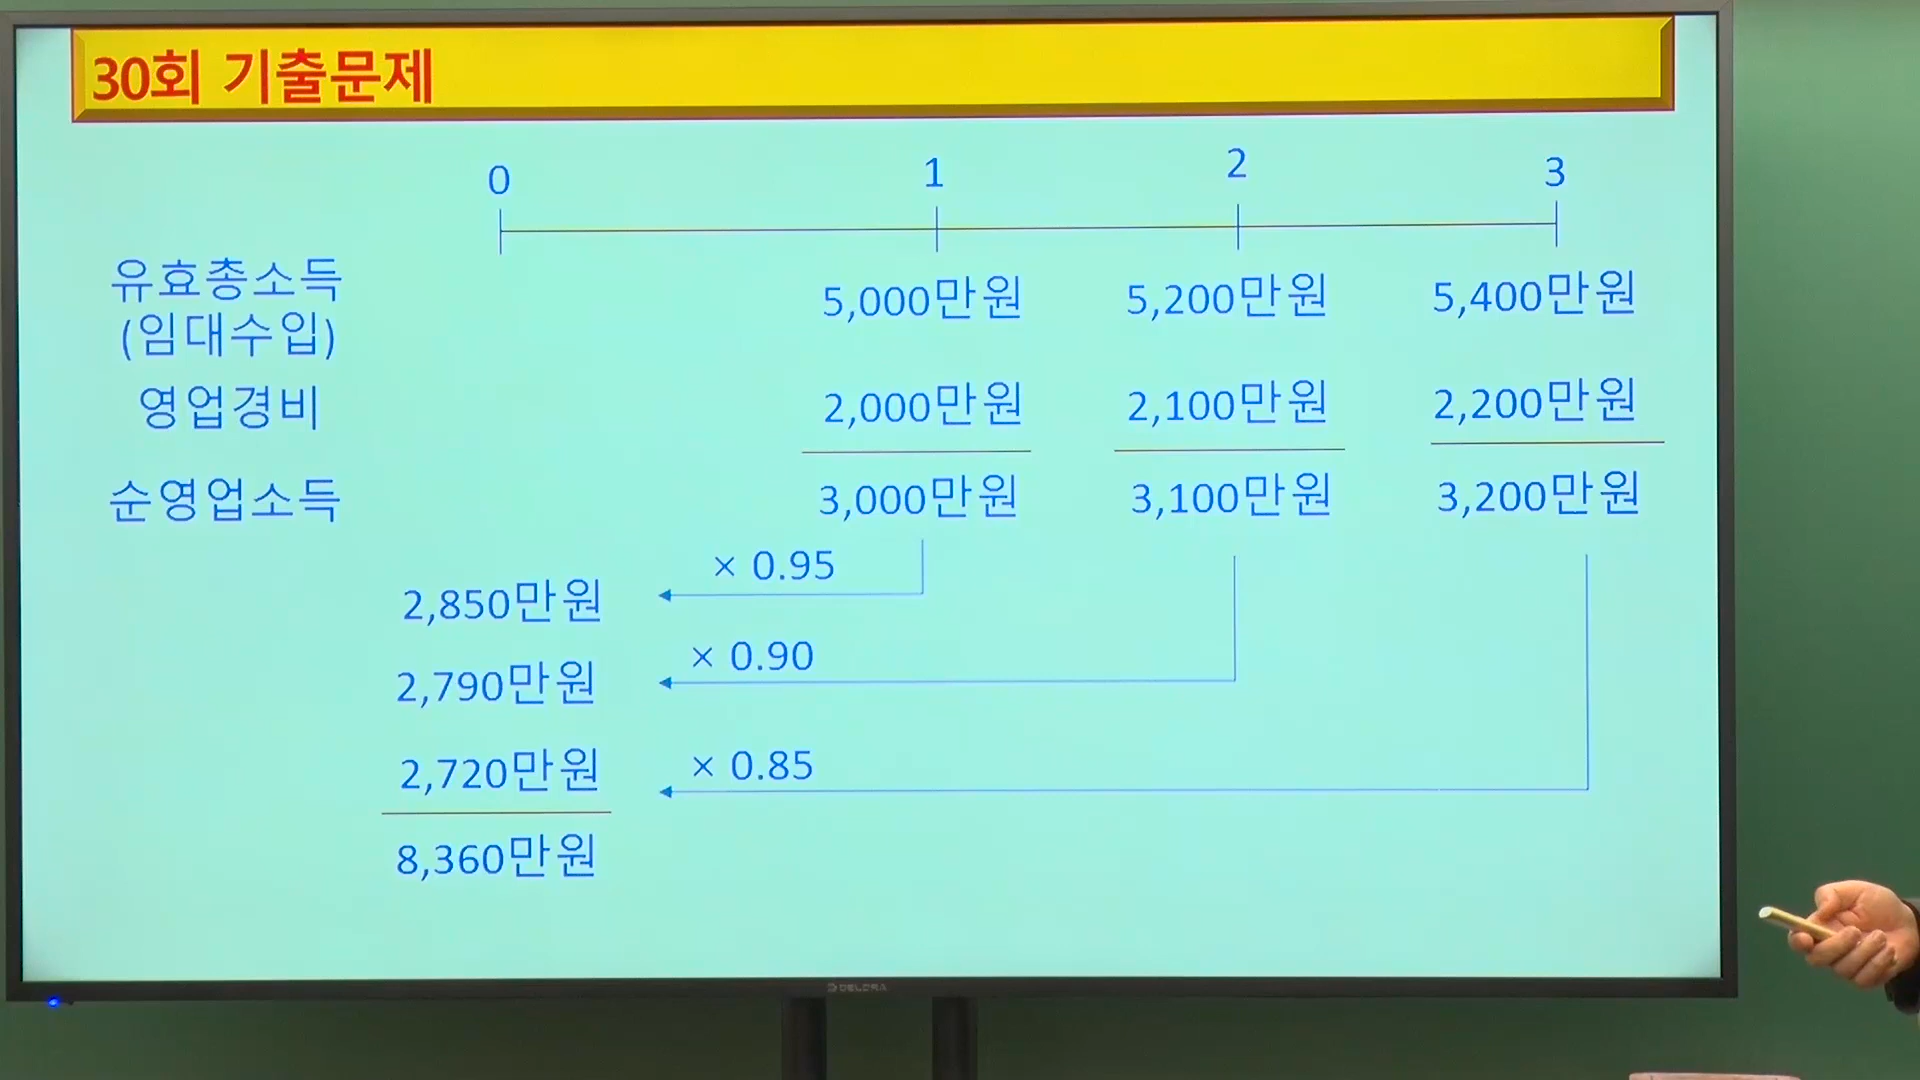 30회 기출문제
0 1 2 3
유효총소득 5,000만원 5,200만원 5,400만원
(임대수입)
영업경비 2,000만원 2,100만원 2,200만원
순영업소득 3,000만원 3,100만원 3,200만원
2,850만원 × 0.95
2,790만원 × 0.90
2,720만원 × 0.85
8,360만원